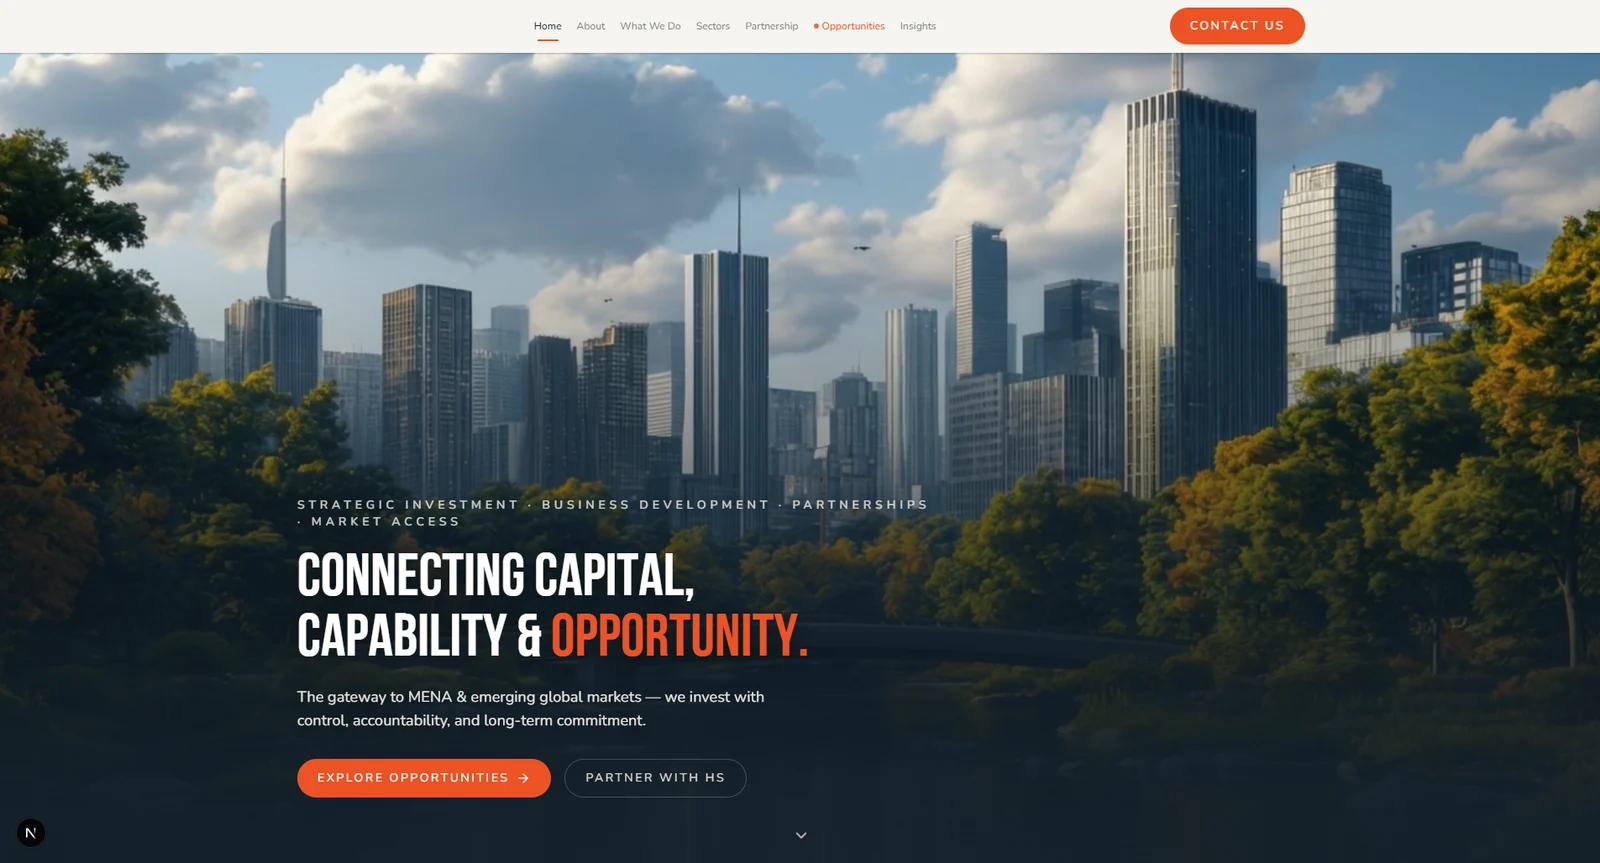 Home About What We Do Sectors Partnership Opportunities Insights
CONTACT US
STRATEGIC INVESTMENT · BUSINESS DEVELOPMENT · PARTNERSHIPS
· MARKET ACCESS
CONNECTING CAPITAL,
CAPABILITY & OPPORTUNITY.
The gateway to MENA & emerging global markets — we invest with
control, accountability, and long-term commitment.
EXPLORE OPPORTUNITIES → PARTNER WITH HS
N